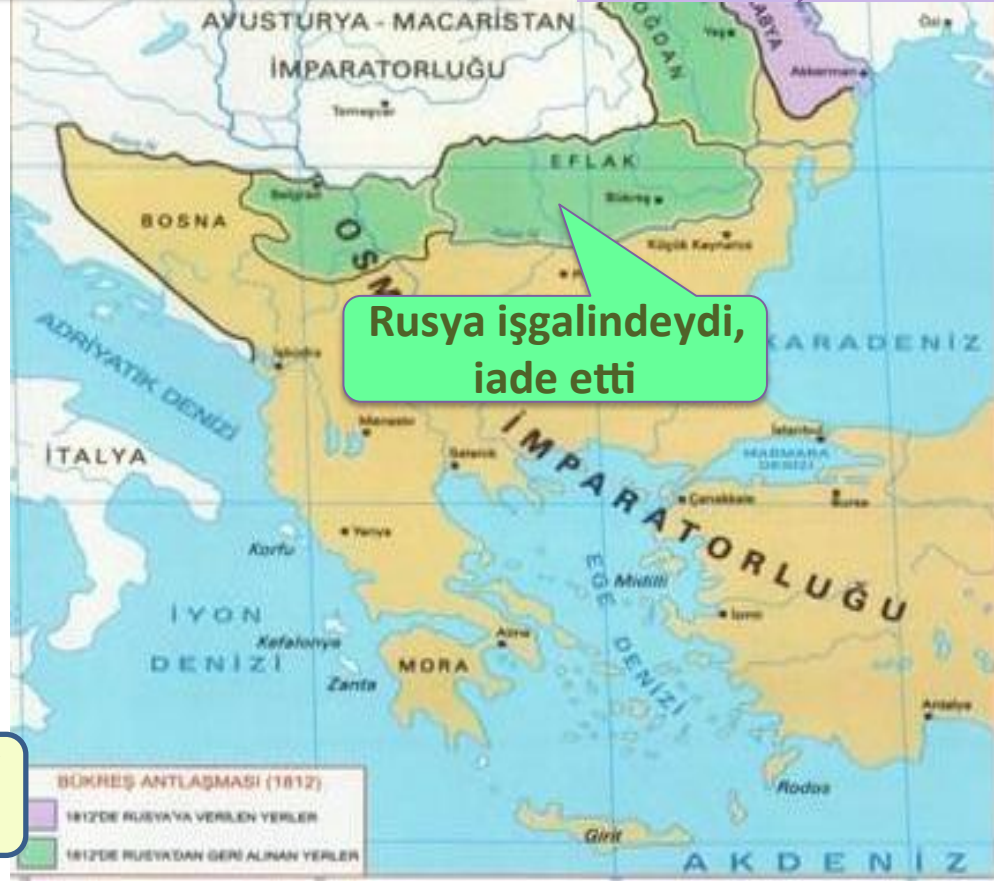 AVUSTURYA - MACARİSTAN
İMPARATORLUĞU
OĞDAN
Yaş
ABYA
Akkerman
Temeşvar
EFLAK
Bükreş
Belgrad
BOSNA
OSM
Küçük Kaynarca
Rusya işgalindeydi,
iade etti
KARADENİZ
ADRİYATİK DENİZİ
İşkodra
İTALYA
Manastır
Selanik
İstanbul
MARMARA
DENİZİ
Çanakkale
Bursa
İMPARATORLUĞU
Yanya
Korfu
EGE DENİZİ
Midilli
İzmir
İYON
DENİZİ
Kefalonya
Atina
MORA
Zanta
Antalya
Rodos
Girit
AKDENİZ
BÜKREŞ ANTLAŞMASI (1812)
1812'DE RUSYA'YA VERİLEN YERLER
1812'DE RUSYA'DAN GERİ ALINAN YERLER